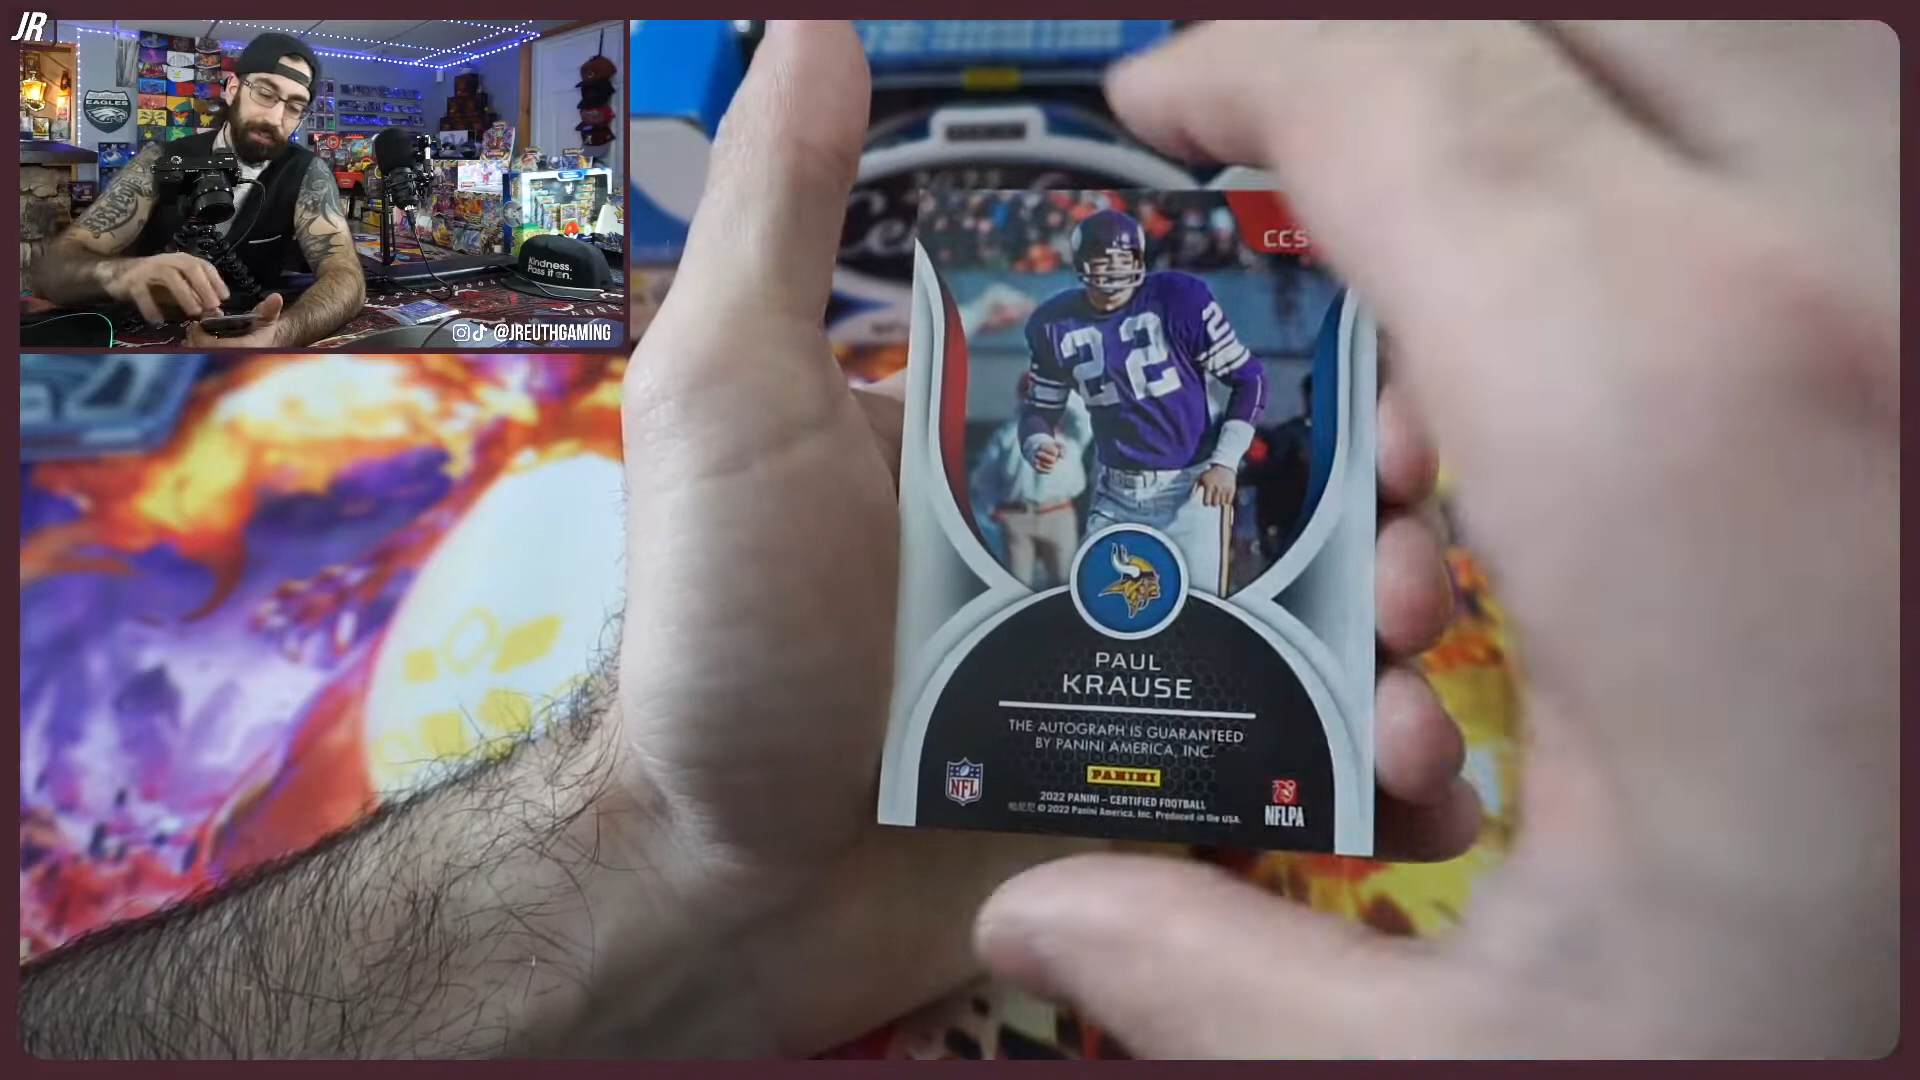 JR
EAGLES
Kindness.
Pass it on.
@JREUTHGAMING
CCS
22
2
PAUL
KRAUSE
THE AUTOGRAPH IS GUARANTEED
BY PANINI AMERICA, INC.
PANINI
2022 PANINI – CERTIFIED FOOTBALL
© 2022 Panini America, Inc. Produced in the USA.
NFL
NFLPA